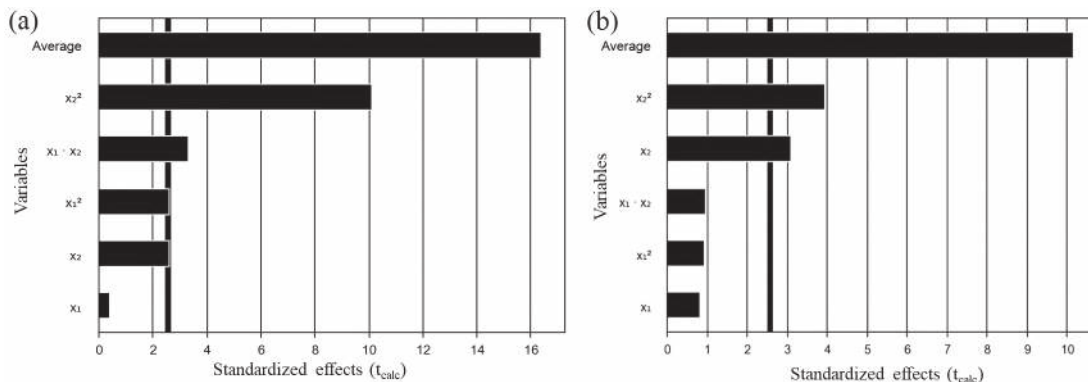 (a)
Variables
Average
x₂²
x₁ · x₂
x₁²
x₂
x₁
0 2 4 6 8 10 12 14 16
Standardized effects (t_calc)
(b)
Variables
Average
x₂²
x₂
x₁ · x₂
x₁²
x₁
0 1 2 3 4 5 6 7 8 9 10
Standardized effects (t_calc)